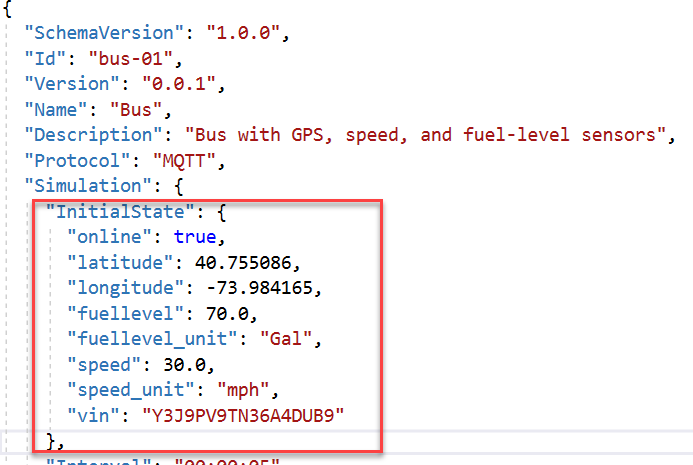 {
"SchemaVersion": "1.0.0",
"Id": "bus-01",
"Version": "0.0.1",
"Name": "Bus",
"Description": "Bus with GPS, speed, and fuel-level sensors",
"Protocol": "MQTT",
"Simulation": {
"InitialState": {
"online": true,
"latitude": 40.755086,
"longitude": -73.984165,
"fuellevel": 70.0,
"fuellevel_unit": "Gal",
"speed": 30.0,
"speed_unit": "mph",
"vin": "Y3J9PV9TN36A4DUB9"
},